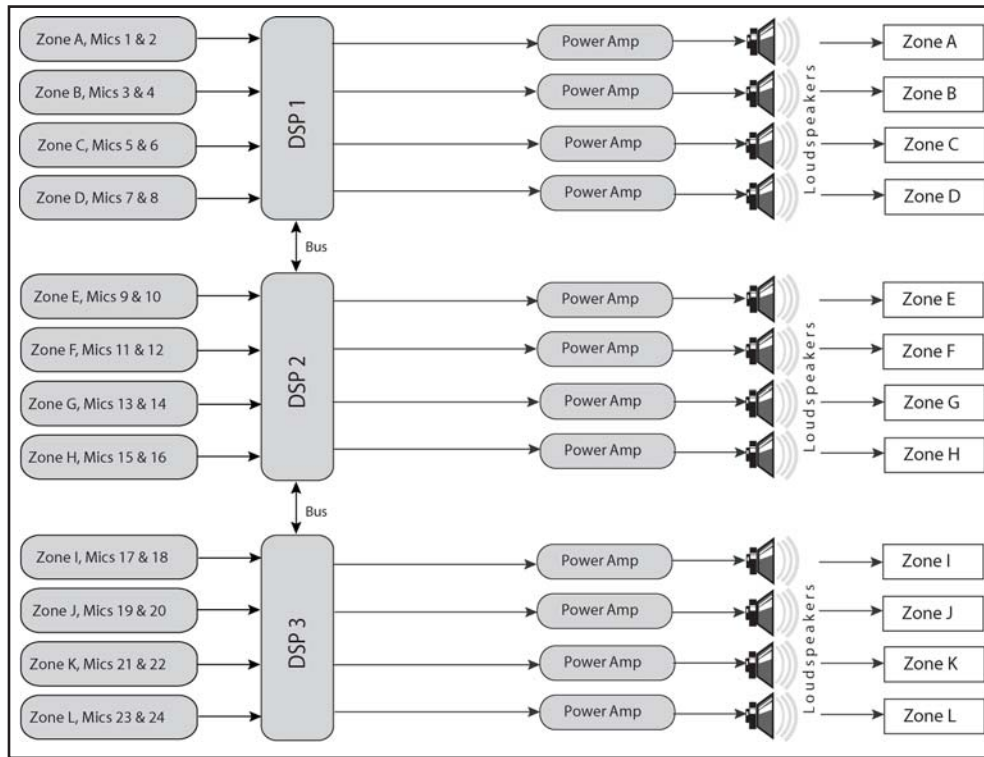 Zone A, Mics 1 & 2
Power Amp
Zone A
Zone B, Mics 3 & 4
Power Amp
Zone B
DSP 1
Zone C, Mics 5 & 6
Power Amp
Zone C
Zone D, Mics 7 & 8
Power Amp
Zone D
Loudspeakers
Bus
Zone E, Mics 9 & 10
Power Amp
Zone E
Zone F, Mics 11 & 12
Power Amp
Zone F
DSP 2
Zone G, Mics 13 & 14
Power Amp
Zone G
Zone H, Mics 15 & 16
Power Amp
Zone H
Loudspeakers
Bus
Zone I, Mics 17 & 18
Power Amp
Zone I
Zone J, Mics 19 & 20
Power Amp
Zone J
DSP 3
Zone K, Mics 21 & 22
Power Amp
Zone K
Zone L, Mics 23 & 24
Power Amp
Zone L
Loudspeakers